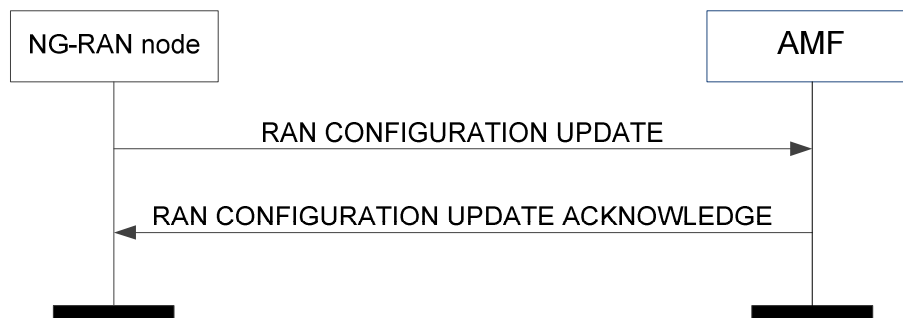 NG-RAN node
AMF
RAN CONFIGURATION UPDATE
RAN CONFIGURATION UPDATE ACKNOWLEDGE